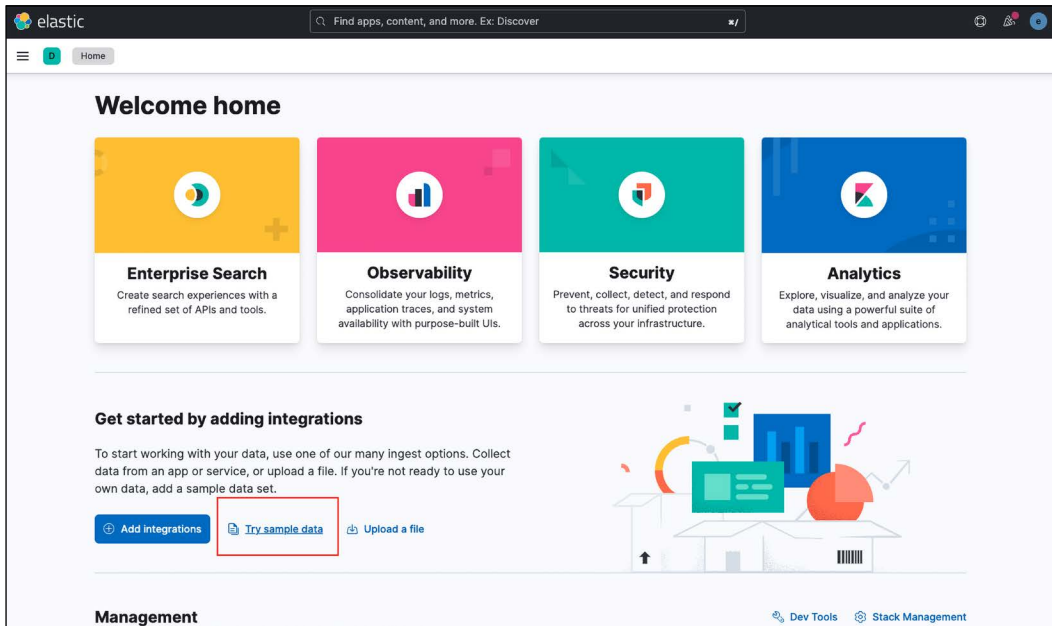 elastic
Find apps, content, and more. Ex: Discover
⌘/
e
D
Home
Welcome home
Enterprise Search
Create search experiences with a
refined set of APIs and tools.
Observability
Consolidate your logs, metrics,
application traces, and system
availability with purpose-built UIs.
Security
Prevent, collect, detect, and respond
to threats for unified protection
across your infrastructure.
Analytics
Explore, visualize, and analyze your
data using a powerful suite of
analytical tools and applications.
Get started by adding integrations
To start working with your data, use one of our many ingest options. Collect
data from an app or service, or upload a file. If you're not ready to use your
own data, add a sample data set.
Add integrations
Try sample data
Upload a file
Management
Dev Tools
Stack Management